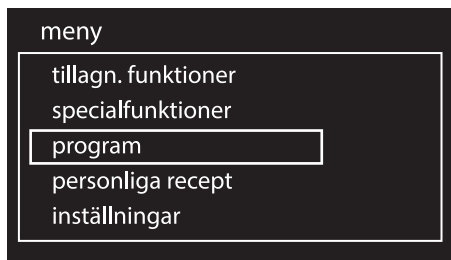 meny
tillagn. funktioner
specialfunktioner
program
personliga recept
inställningar